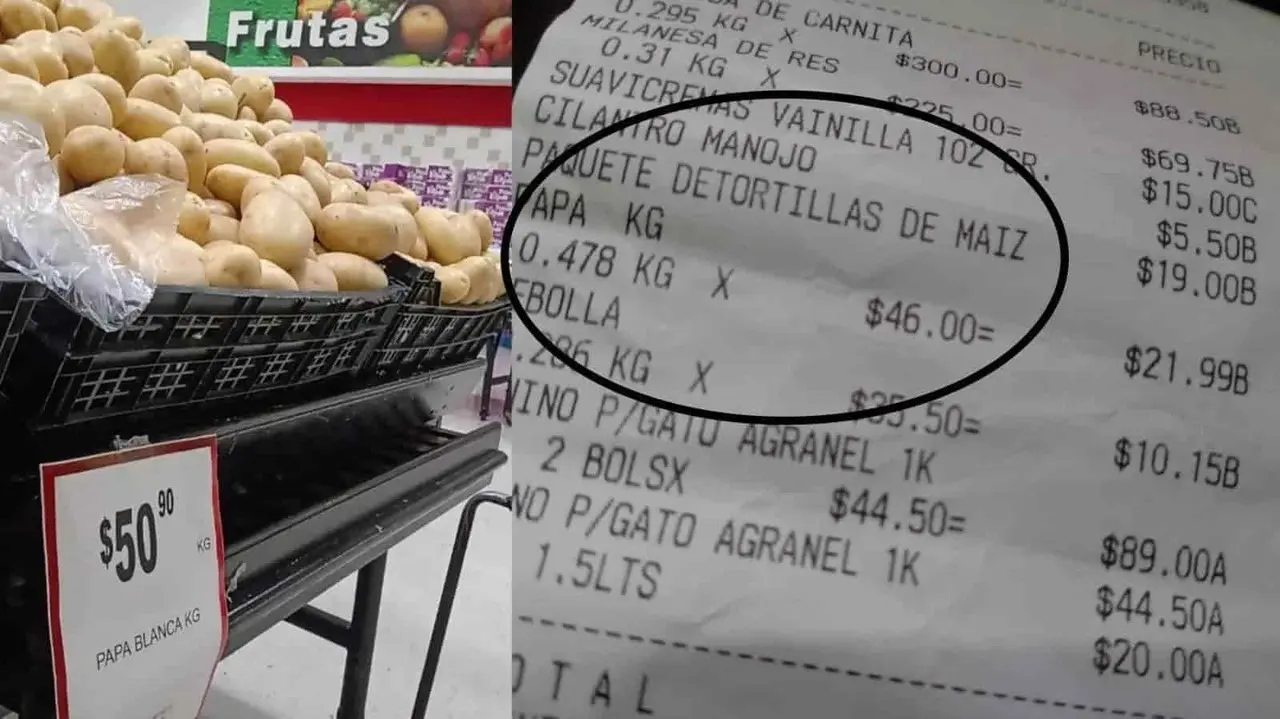 Frutas
$50.90
KG
PAPA BLANCA KG
DE CARNITA PRECIO
0.295 KG X $300.00= $88.50B
MILANESA DE RES
0.31 KG X $225.00= $69.75B
SUAVICREMAS VAINILLA 102 GR. $15.00C
CILANTRO MANOJO $5.50B
PAQUETE DETORTILLAS DE MAIZ $19.00B
PAPA KG
0.478 KG X $46.00= $21.99B
EBOLLA
.286 KG X $35.50= $10.15B
INO P/GATO AGRANEL 1K
2 BOLSX $44.50= $89.00A
NO P/GATO AGRANEL 1K $44.50A
1.5LTS $20.00A
OTAL